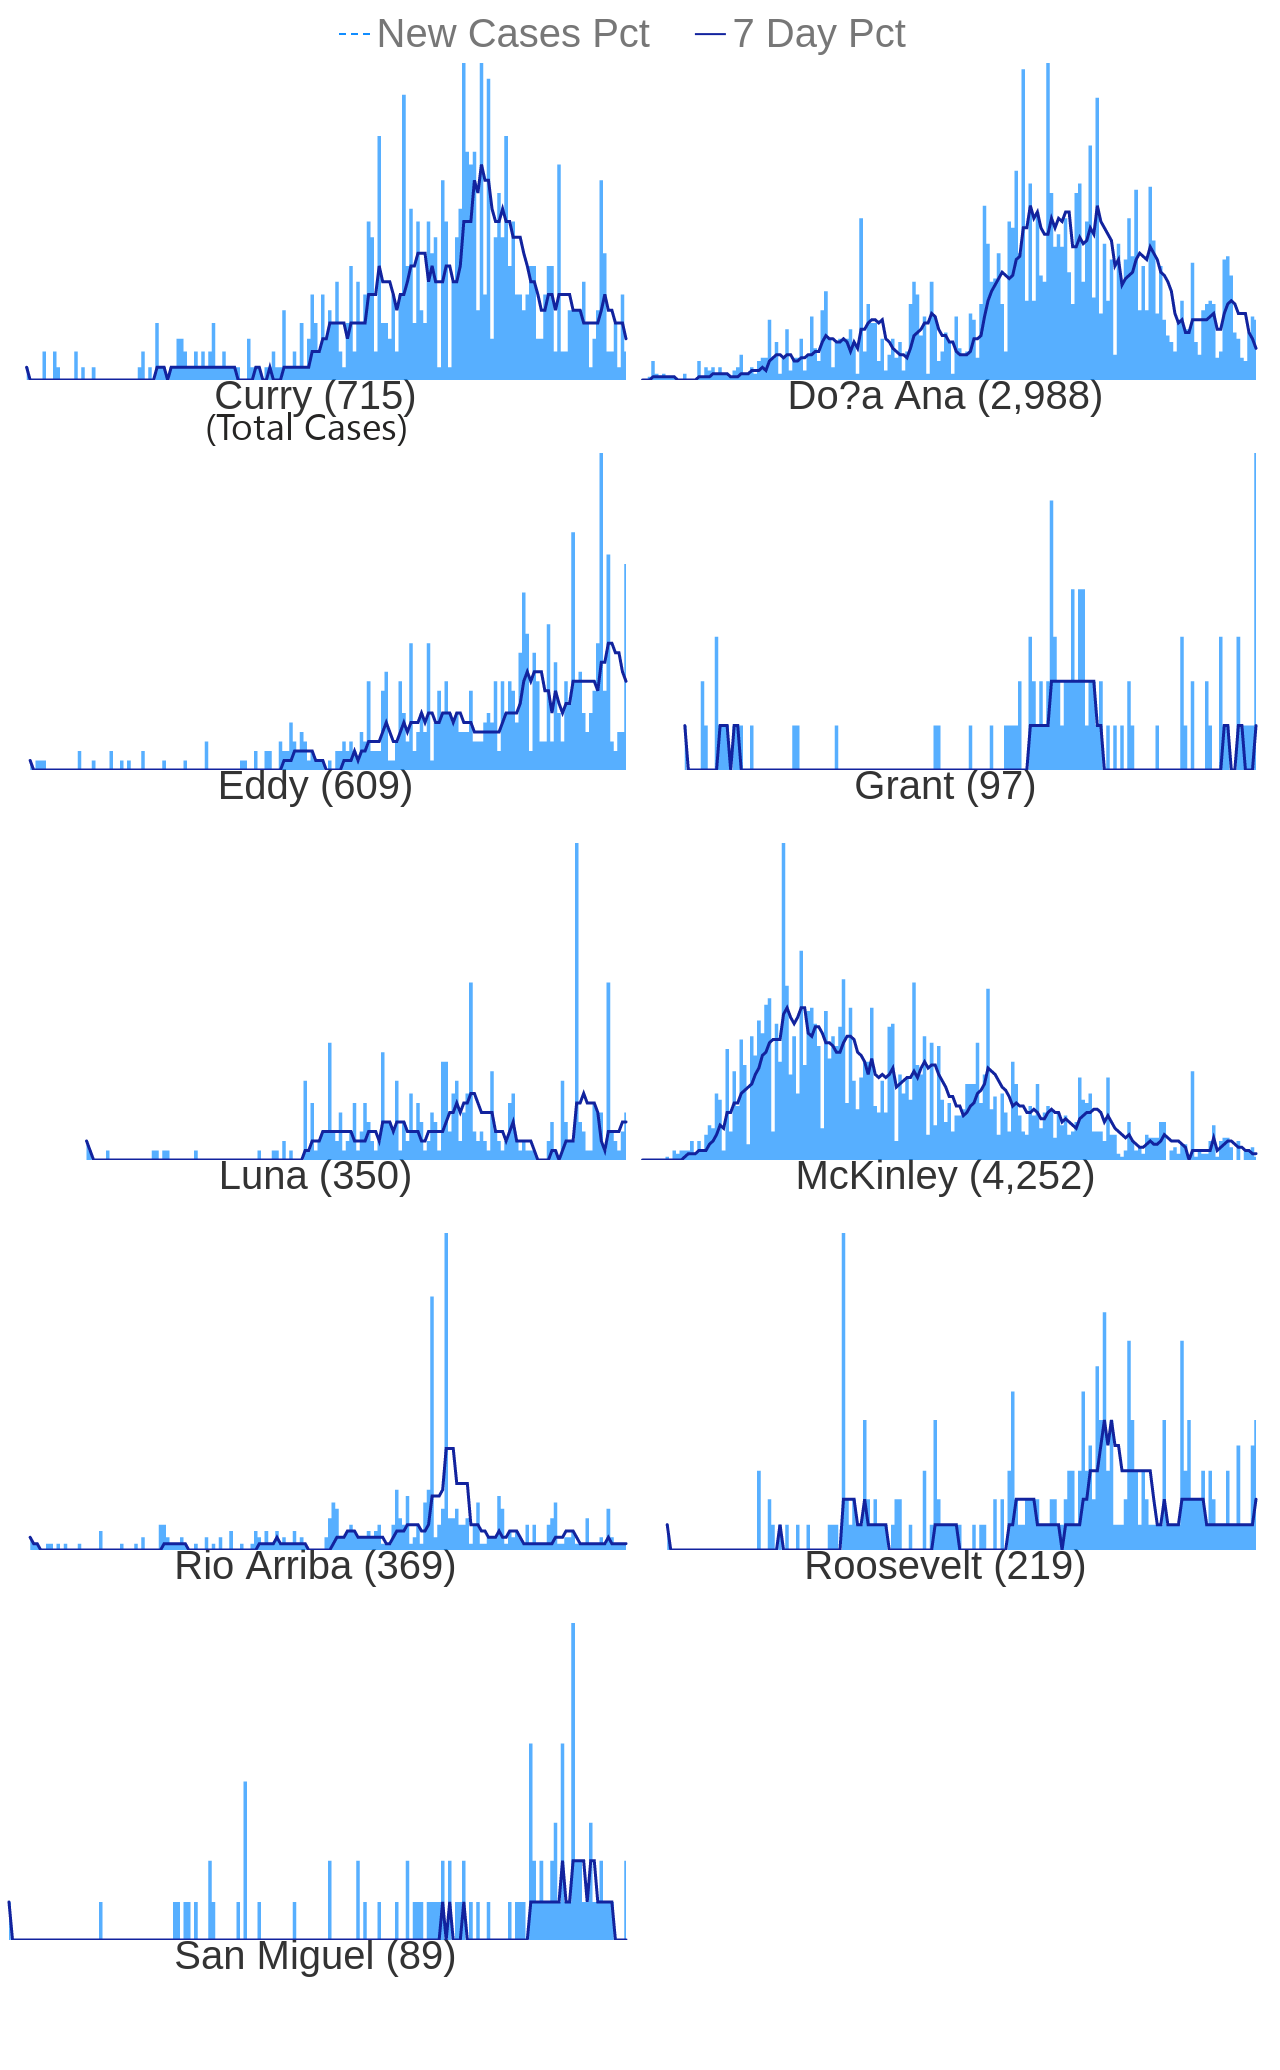 New Cases Pct 7 Day Pct
Curry (715) Do?a Ana (2,988)
(Total Cases)
Eddy (609) Grant (97)
Luna (350) McKinley (4,252)
Rio Arriba (369) Roosevelt (219)
San Miguel (89)